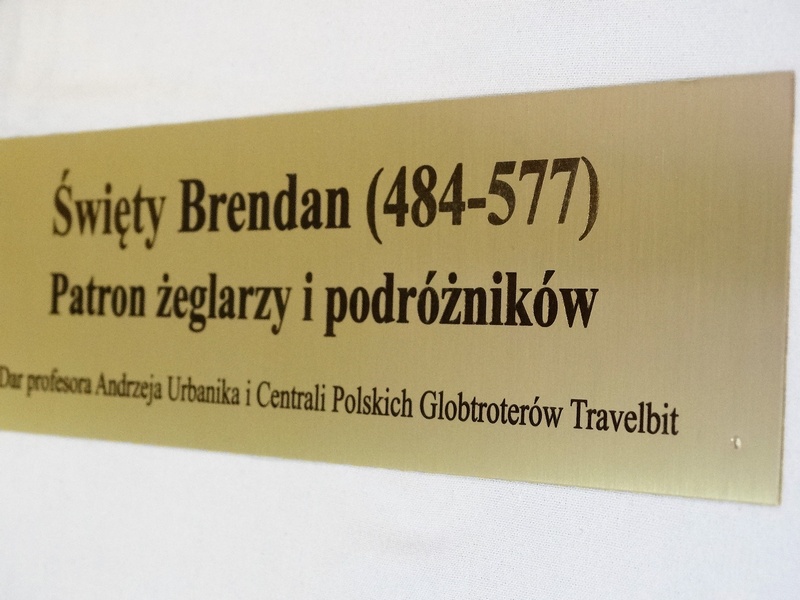 Święty Brendan (484-577)
Patron żeglarzy i podróżników
Dar profesora Andrzeja Urbanika i Centrali Polskich Globtroterów Travelbit